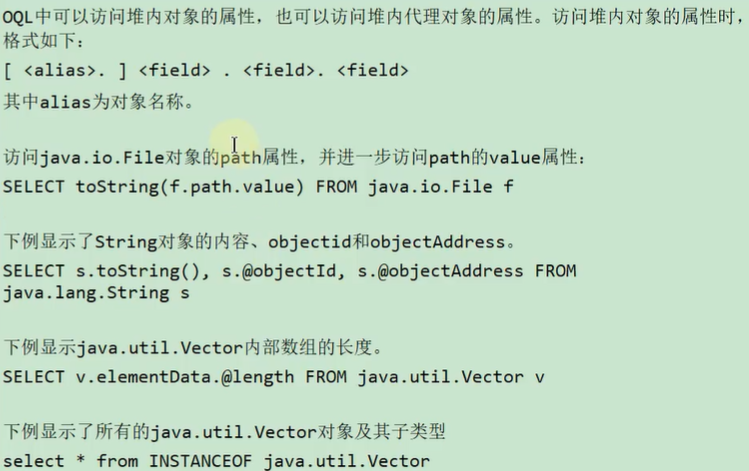 OQL中可以访问堆内对象的属性，也可以访问堆内代理对象的属性。访问堆内对象的属性时，
格式如下：
[ <alias>. ] <field> . <field>. <field>
其中alias为对象名称。
访问java.io.File对象的path属性，并进一步访问path的value属性：
SELECT toString(f.path.value) FROM java.io.File f
下例显示了String对象的内容、objectid和objectAddress。
SELECT s.toString(), s.@objectId, s.@objectAddress FROM
java.lang.String s
下例显示java.util.Vector内部数组的长度。
SELECT v.elementData.@length FROM java.util.Vector v
下例显示了所有的java.util.Vector对象及其子类型
select * from INSTANCEOF java.util.Vector